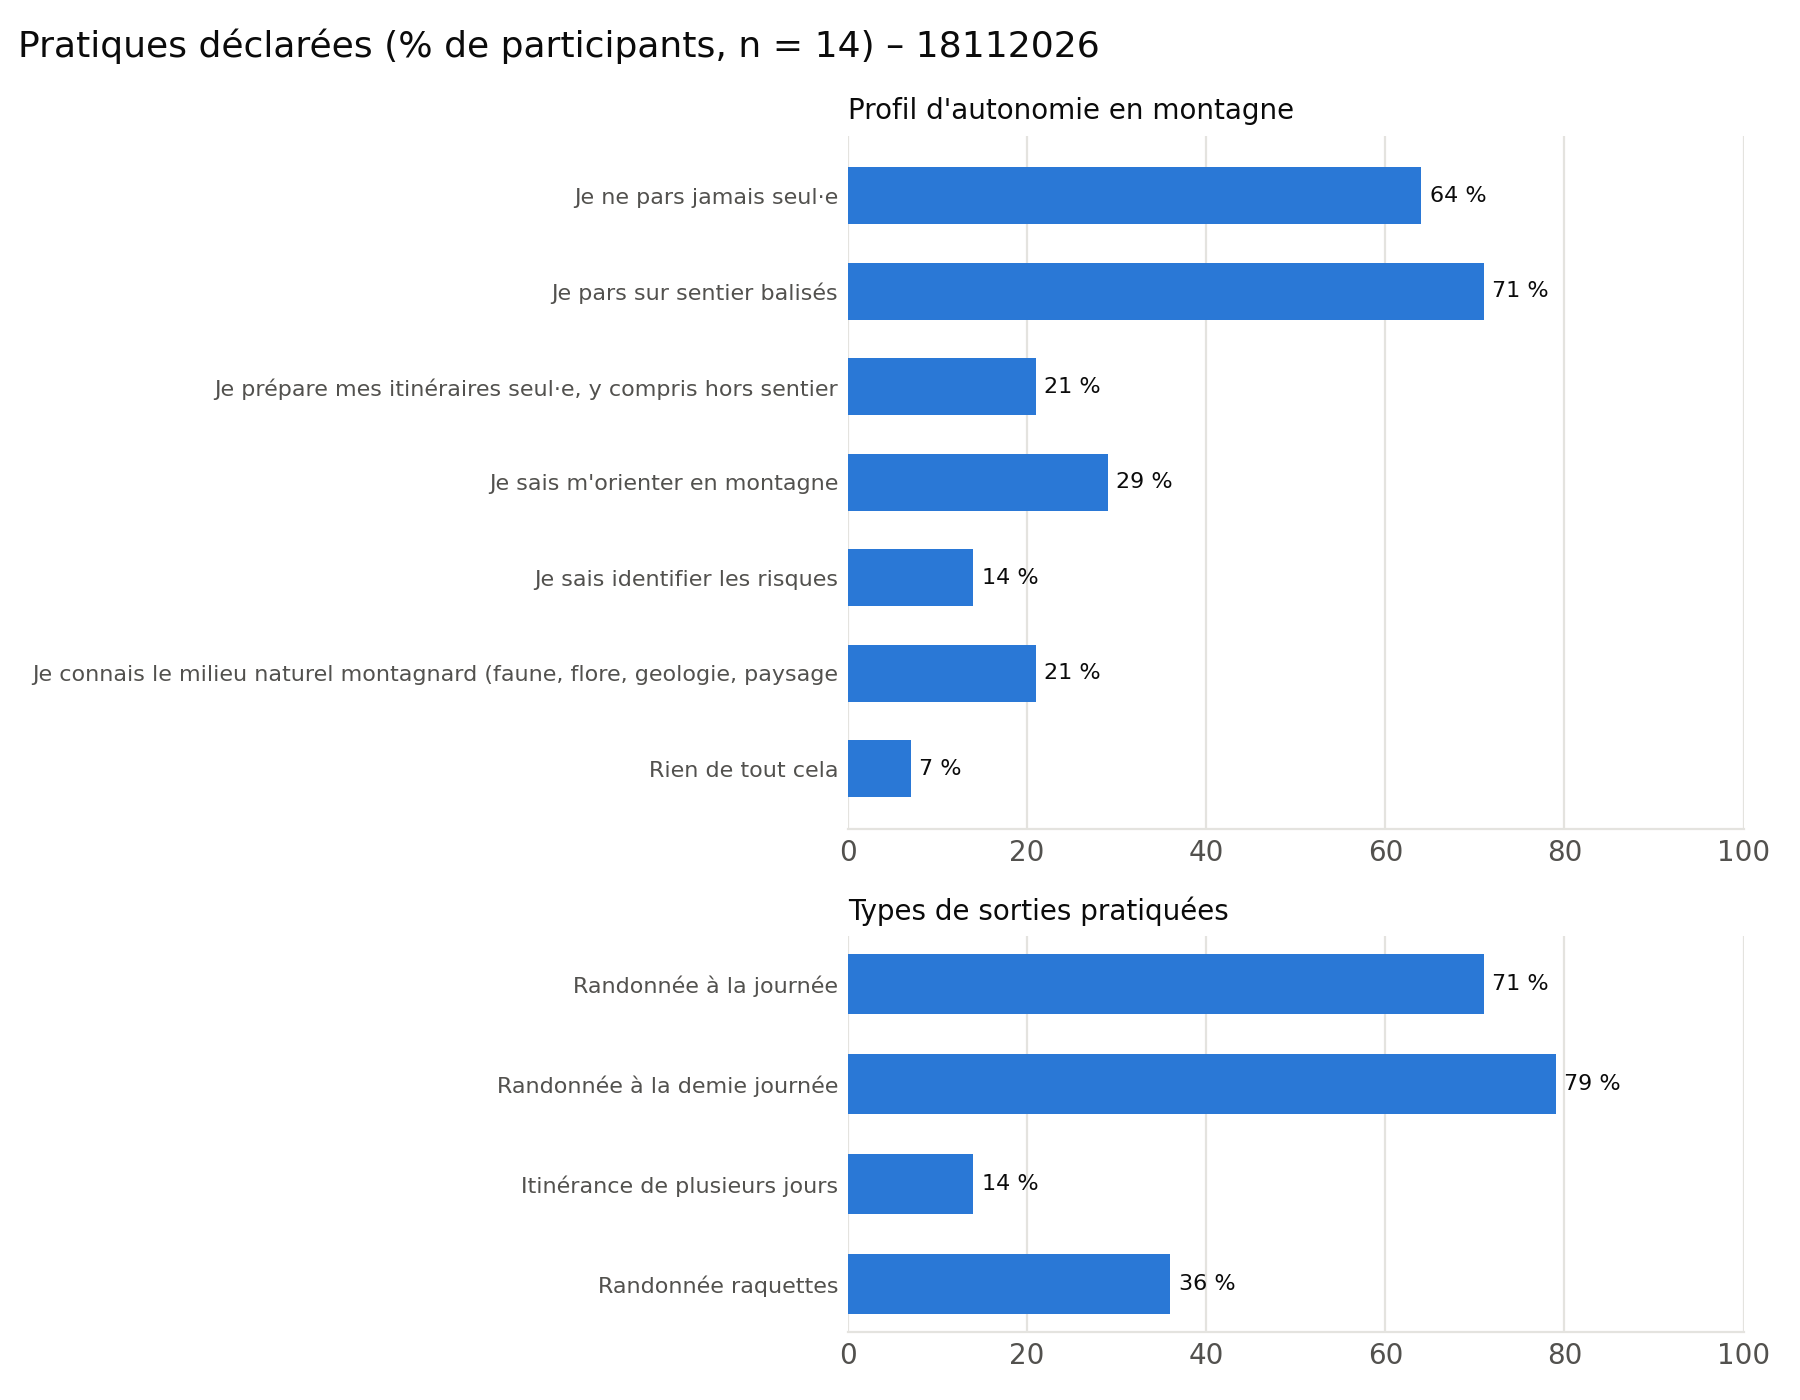 Pratiques déclarées (% de participants, n = 14) – 18112026
Profil d'autonomie en montagne
Je ne pars jamais seul·e
64 %
Je pars sur sentier balisés
71 %
Je prépare mes itinéraires seul·e, y compris hors sentier
21 %
Je sais m'orienter en montagne
29 %
Je sais identifier les risques
14 %
Je connais le milieu naturel montagnard (faune, flore, geologie, paysage
21 %
Rien de tout cela
7 %
0 20 40 60 80 100
Types de sorties pratiquées
Randonnée à la journée
71 %
Randonnée à la demie journée
79 %
Itinérance de plusieurs jours
14 %
Randonnée raquettes
36 %
0 20 40 60 80 100